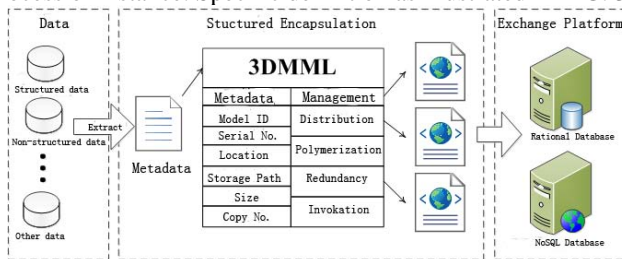 Data
Stuctured Encapsulation
Exchange Platform
Structured data
Non-structured data
Other data
Extract
Metadata
3DMML
Metadata
Management
Model ID
Serial No.
Location
Storage Path
Size
Copy No.
Distribution
Polymerization
Redundancy
Invokation
Rational Database
NoSQL Database